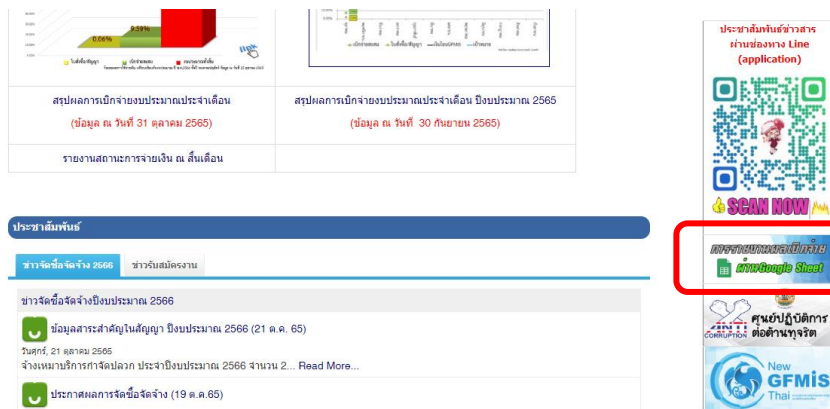 0.06%
9.59%
link
สรุปผลการเบิกจ่ายงบประมาณประจำเดือน
(ข้อมูล ณ วันที่ 31 ตุลาคม 2565)
สรุปผลการเบิกจ่ายงบประมาณประจำเดือน ปีงบประมาณ 2565
(ข้อมูล ณ วันที่ 30 กันยายน 2565)
รายงานสถานะการจ่ายเงิน ณ สิ้นเดือน
ประชาสัมพันธ์
ข่าวจัดซื้อจัดจ้าง 2566
ข่าวรับสมัครงาน
ข่าวจัดซื้อจัดจ้างปีงบประมาณ 2566
ข้อมูลสาระสำคัญในสัญญา ปีงบประมาณ 2566 (21 ต.ค. 65)
วันศุกร์, 21 ตุลาคม 2565
จ้างเหมาบริการกำจัดปลวก ประจำปีงบประมาณ 2566 จำนวน 2... Read More...
ประกาศผลการจัดซื้อจัดจ้าง (19 ต.ค.65)
ประชาสัมพันธ์ข่าวสาร
ผ่านช่องทาง Line
(application)
SCAN NOW
การรายงานผลเบิกจ่าย
ผ่านGoogle Sheet
ANTI
CORRUPTION
ศูนย์ปฏิบัติการ
ต่อต้านทุจริต
New
GFMiS
Thai